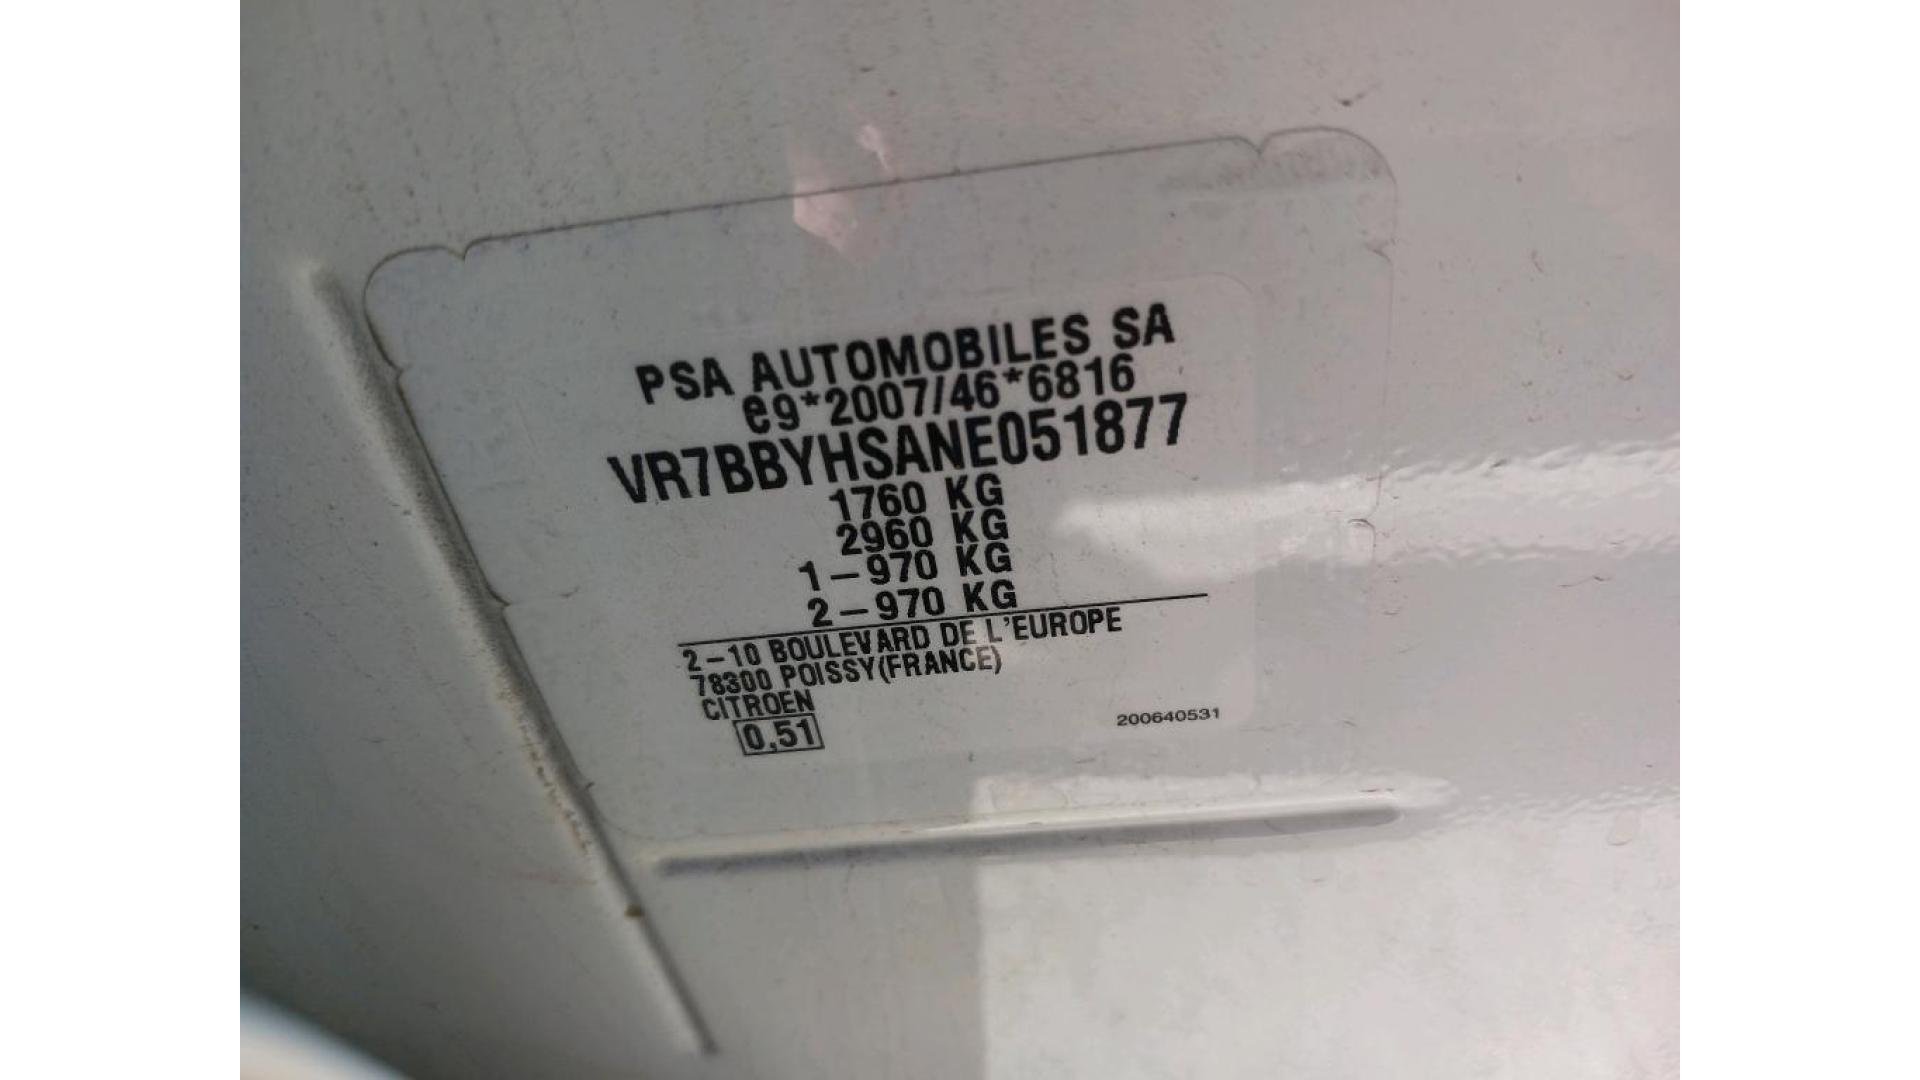 PSA AUTOMOBILES SA
e9*2007/46*6816
VR7BBYHSANE051877
1760 KG
2960 KG
1-970 KG
2-970 KG
2-10 BOULEVARD DE L'EUROPE
78300 POISSY(FRANCE)
CITROEN
0,51
200640531